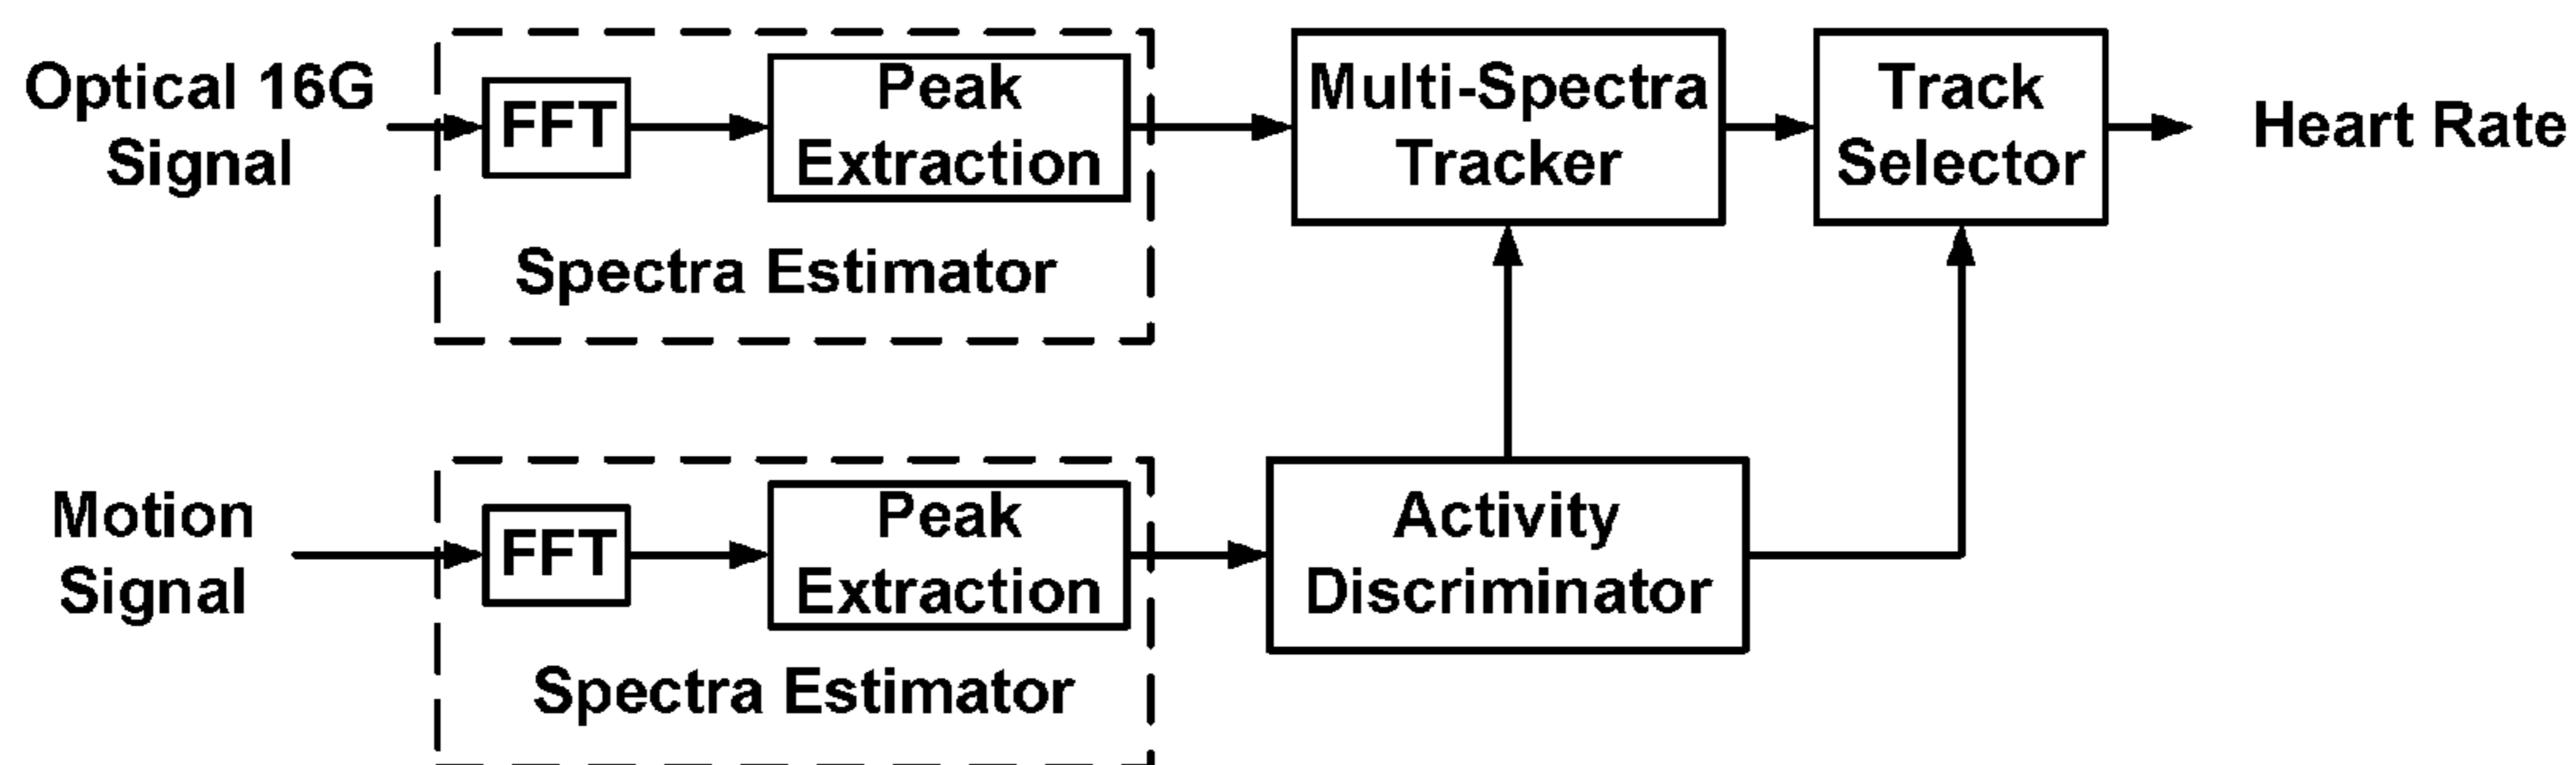 Optical 16G
Signal
FFT
Peak
Extraction
Spectra Estimator
Multi-Spectra
Tracker
Track
Selector
Heart Rate
Motion
Signal
FFT
Peak
Extraction
Spectra Estimator
Activity
Discriminator